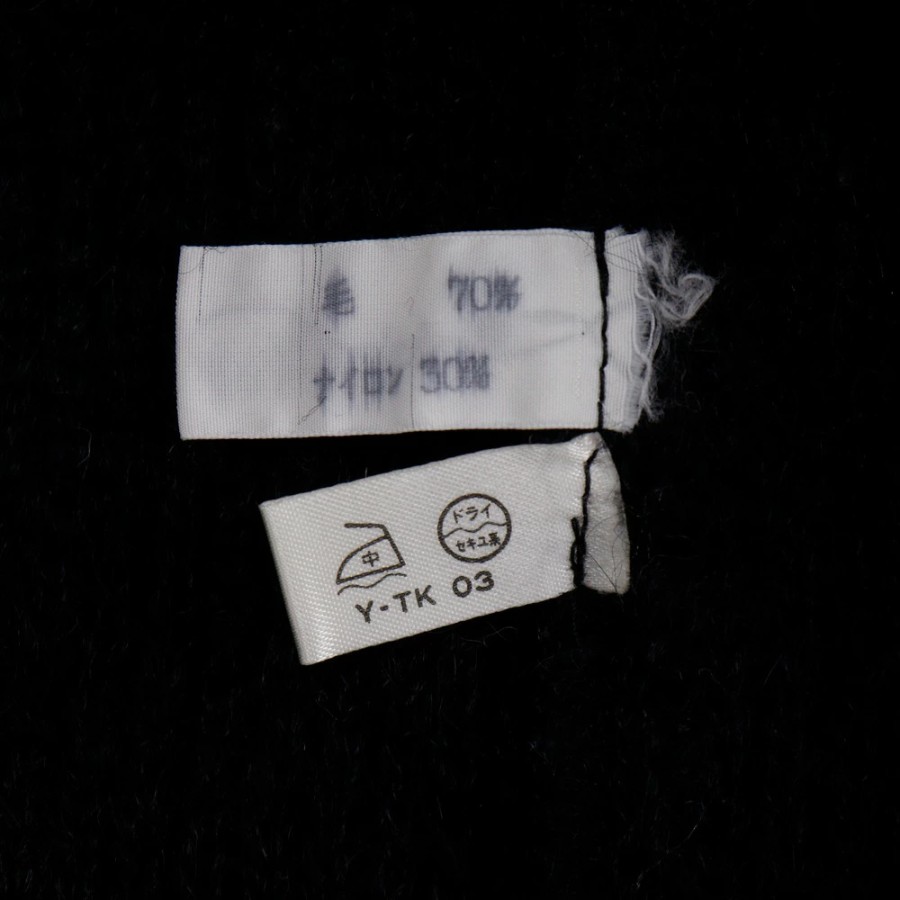 毛 70%
ナイロン 30%
中
ドライ
セキユ系
Y-TK 03